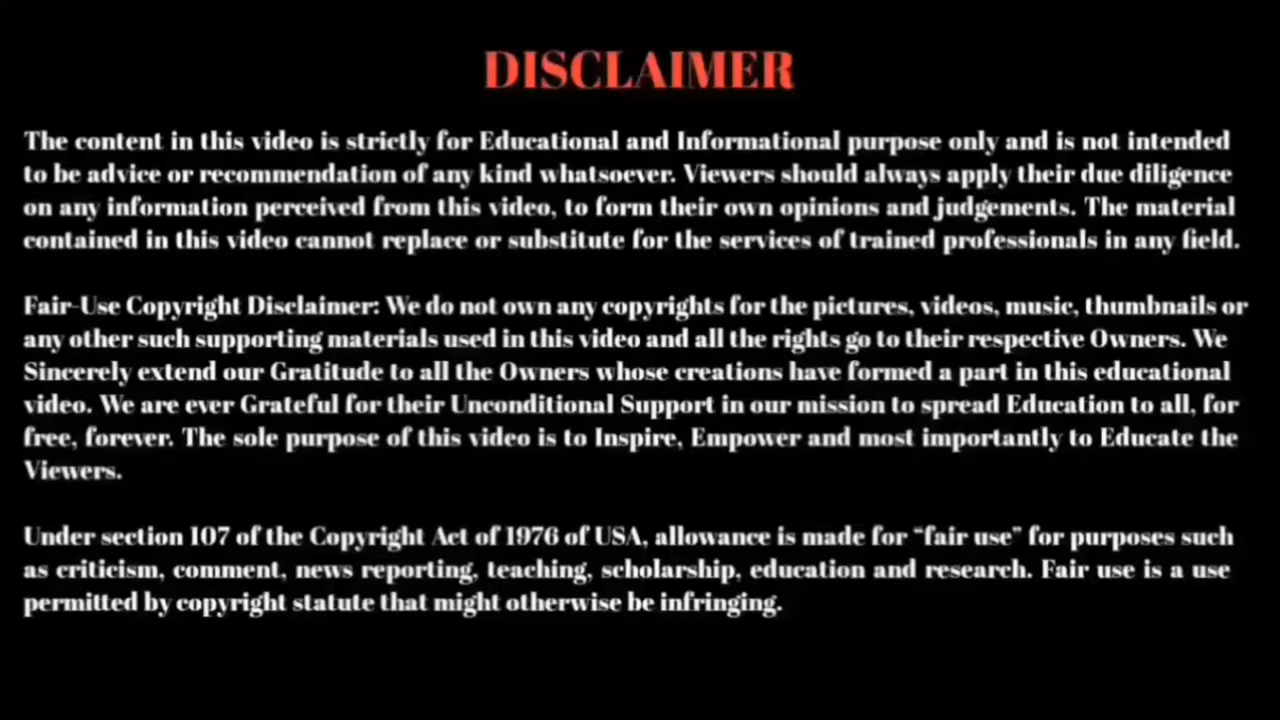 DISCLAIMER
The content in this video is strictly for Educational and Informational purpose only and is not intended
to be advice or recommendation of any kind whatsoever. Viewers should always apply their due diligence
on any information perceived from this video, to form their own opinions and judgements. The material
contained in this video cannot replace or substitute for the services of trained professionals in any field.
Fair-Use Copyright Disclaimer: We do not own any copyrights for the pictures, videos, music, thumbnails or
any other such supporting materials used in this video and all the rights go to their respective Owners. We
Sincerely extend our Gratitude to all the Owners whose creations have formed a part in this educational
video. We are ever Grateful for their Unconditional Support in our mission to spread Education to all, for
free, forever. The sole purpose of this video is to Inspire, Empower and most importantly to Educate the
Viewers.
Under section 107 of the Copyright Act of 1976 of USA, allowance is made for “fair use” for purposes such
as criticism, comment, news reporting, teaching, scholarship, education and research. Fair use is a use
permitted by copyright statute that might otherwise be infringing.